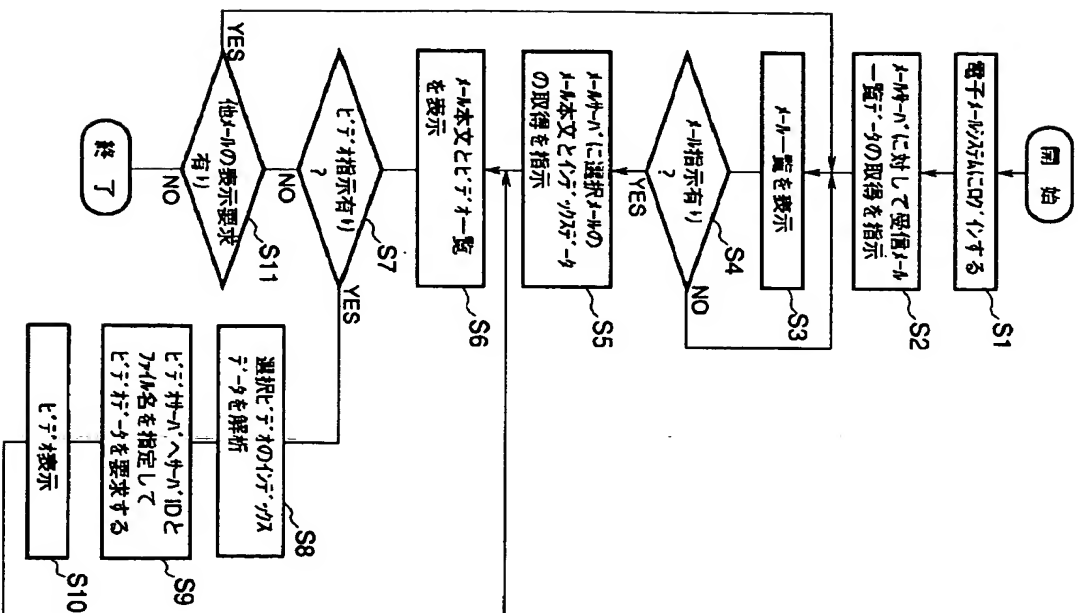 開 始
電子メールシステムにログインする
S1
メールサーバに対して受信メール
一覧データの取得を指示
S2
メール一覧を表示
S3
メール指示有り
?
S4
NO
YES
メールサーバに選択メールの
メール本文とインデックスデータ
の取得を指示
S5
メール本文とビデオ一覧
を表示
S6
ビデオ指示有り
?
S7
YES
NO
選択ビデオのインデックス
データを解析
S8
ビデオサーバへサーバIDと
ファイル名を指定して
ビデオデータを要求する
S9
ビデオ表示
S10
他メールの表示要求
有り
S11
YES
NO
終 了